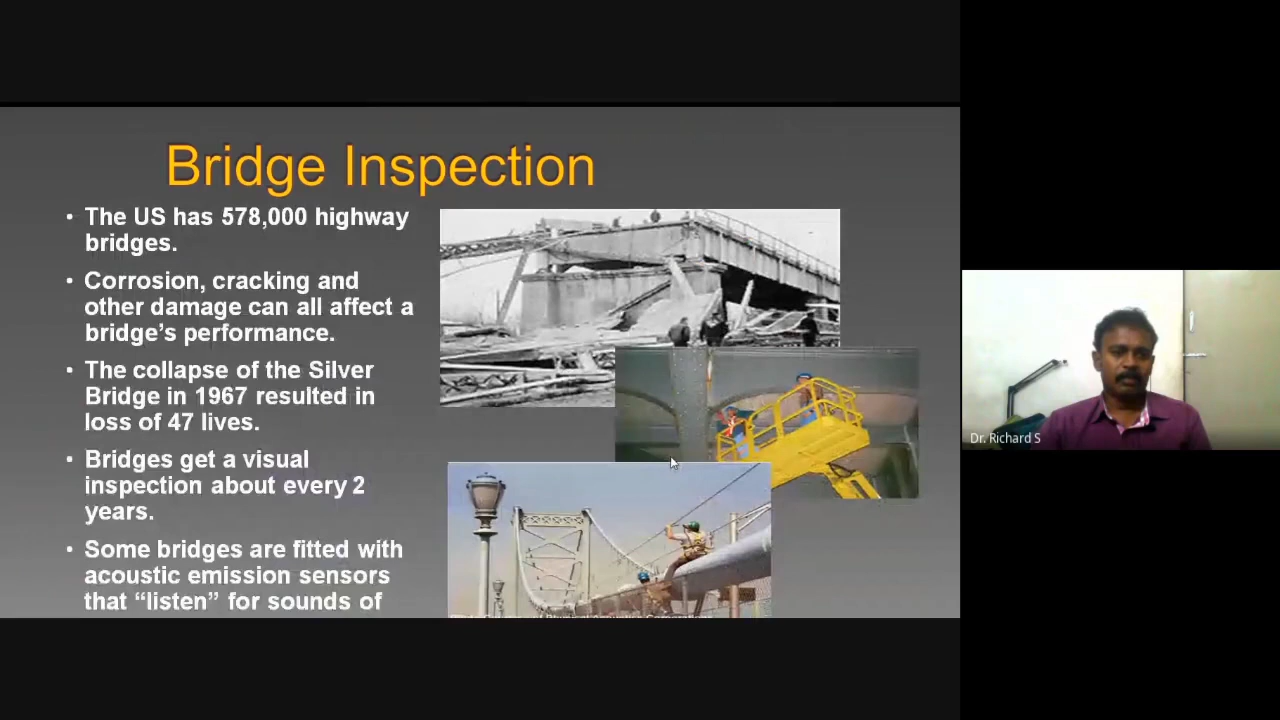 Bridge Inspection
• The US has 578,000 highway
bridges.
• Corrosion, cracking and
other damage can all affect a
bridge’s performance.
• The collapse of the Silver
Bridge in 1967 resulted in
loss of 47 lives.
• Bridges get a visual
inspection about every 2
years.
• Some bridges are fitted with
acoustic emission sensors
that “listen” for sounds of
Dr. Richard S